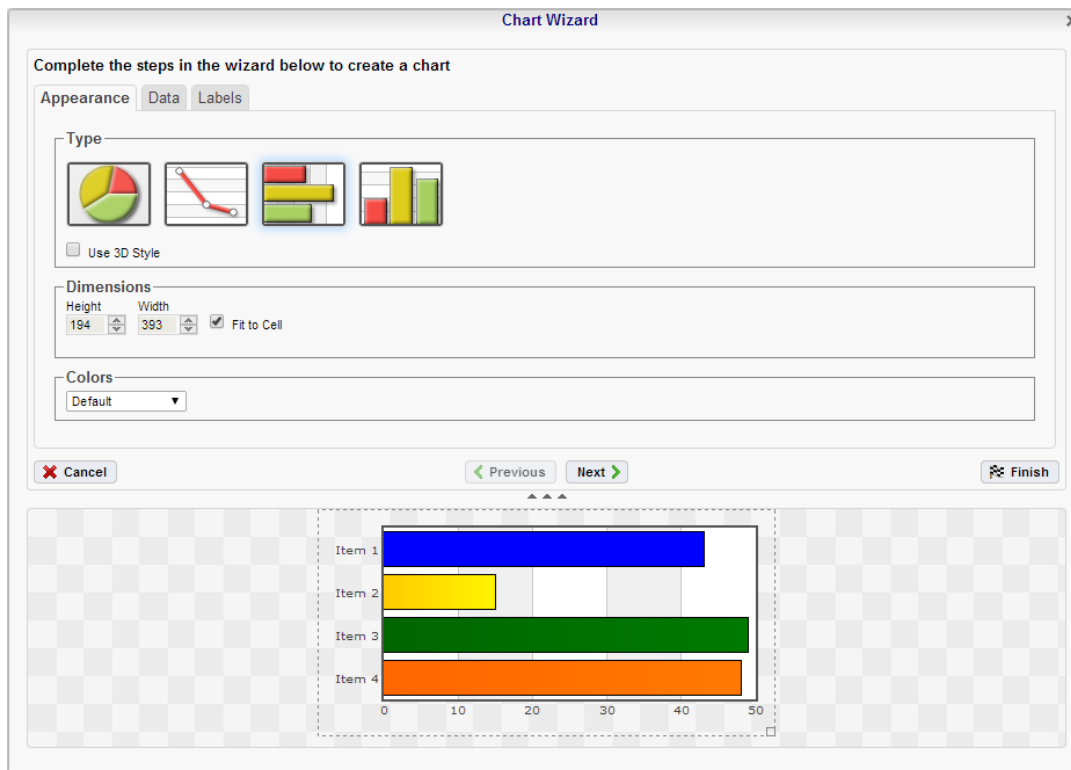 Chart Wizard
Complete the steps in the wizard below to create a chart
Appearance Data Labels
Type
Use 3D Style
Dimensions
Height Width
194 393 Fit to Cell
Colors
Default
Cancel Previous Next Finish
Item 1
Item 2
Item 3
Item 4
0 10 20 30 40 50